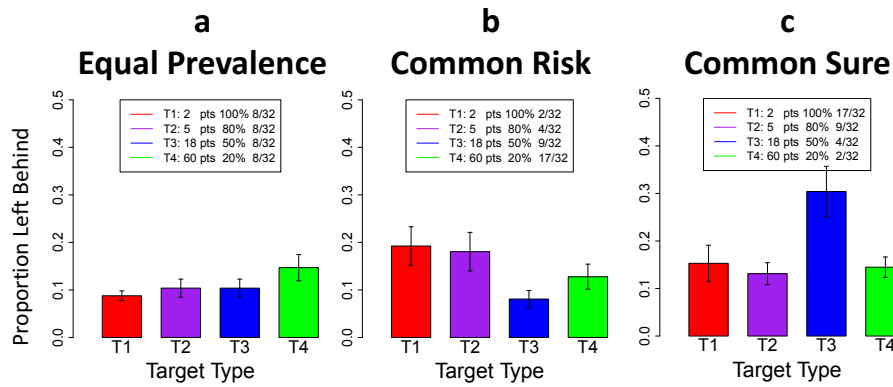 a
Equal Prevalence
b
Common Risk
c
Common Sure
Proportion Left Behind
0.5
0.4
0.3
0.2
0.1
0.0
T1: 2 pts 100% 8/32
T2: 5 pts 80% 8/32
T3: 18 pts 50% 8/32
T4: 60 pts 20% 8/32
T1
T2
T3
T4
Target Type
0.5
0.4
0.3
0.2
0.1
0.0
T1: 2 pts 100% 2/32
T2: 5 pts 80% 4/32
T3: 18 pts 50% 9/32
T4: 60 pts 20% 17/32
T1
T2
T3
T4
Target Type
0.5
0.4
0.3
0.2
0.1
0.0
T1: 2 pts 100% 17/32
T2: 5 pts 80% 9/32
T3: 18 pts 50% 4/32
T4: 60 pts 20% 2/32
T1
T2
T3
T4
Target Type